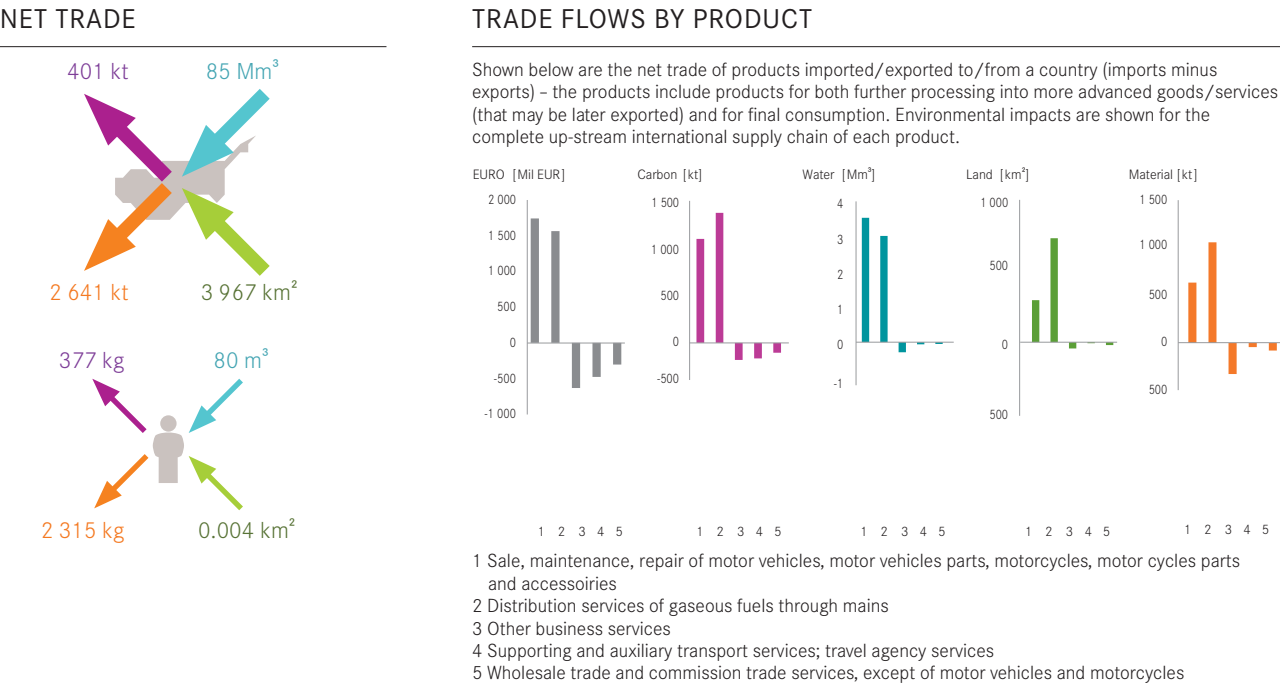 NET TRADE
401 kt
85 Mm³
2 641 kt
3 967 km²
377 kg
80 m³
2 315 kg
0.004 km²
TRADE FLOWS BY PRODUCT
Shown below are the net trade of products imported/exported to/from a country (imports minus
exports) – the products include products for both further processing into more advanced goods/services
(that may be later exported) and for final consumption. Environmental impacts are shown for the
complete up-stream international supply chain of each product.
EURO [Mil EUR]
2 000
1 500
1 000
500
0
-500
-1 000
1 2 3 4 5
Carbon [kt]
1 500
1 000
500
0
-500
1 2 3 4 5
Water [Mm³]
4
3
2
1
0
-1
1 2 3 4 5
Land [km²]
1 000
500
0
500
1 2 3 4 5
Material [kt]
1 500
1 000
500
0
500
1 2 3 4 5
1 Sale, maintenance, repair of motor vehicles, motor vehicles parts, motorcycles, motor cycles parts
and accessoiries
2 Distribution services of gaseous fuels through mains
3 Other business services
4 Supporting and auxiliary transport services; travel agency services
5 Wholesale trade and commission trade services, except of motor vehicles and motorcycles